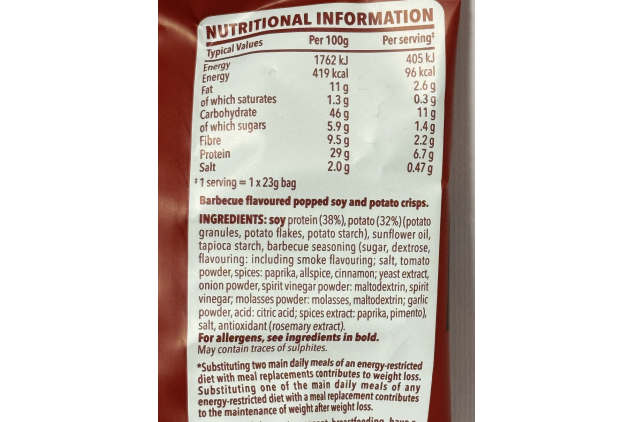 NUTRITIONAL INFORMATION
Typical Values Per 100g Per serving‡
Energy 1762 kJ 405 kJ
Energy 419 kcal 96 kcal
Fat 11 g 2.6 g
of which saturates 1.3 g 0.3 g
Carbohydrate 46 g 11 g
of which sugars 5.9 g 1.4 g
Fibre 9.5 g 2.2 g
Protein 29 g 6.7 g
Salt 2.0 g 0.47 g
‡1 serving = 1 x 23g bag
Barbecue flavoured popped soy and potato crisps.
INGREDIENTS: soy protein (38%), potato (32%) (potato
granules, potato flakes, potato starch), sunflower oil,
tapioca starch, barbecue seasoning (sugar, dextrose,
flavouring: including smoke flavouring; salt, tomato
powder, spices: paprika, allspice, cinnamon; yeast extract,
onion powder, spirit vinegar powder: maltodextrin, spirit
vinegar; molasses powder: molasses, maltodextrin; garlic
powder, acid: citric acid; spices extract: paprika, pimento),
salt, antioxidant (rosemary extract).
For allergens, see ingredients in bold.
May contain traces of sulphites.
*Substituting two main daily meals of an energy-restricted
diet with meal replacements contributes to weight loss.
Substituting one of the main daily meals of any
energy-restricted diet with a meal replacement contributes
to the maintenance of weight after weight loss.
breastfeeding, have